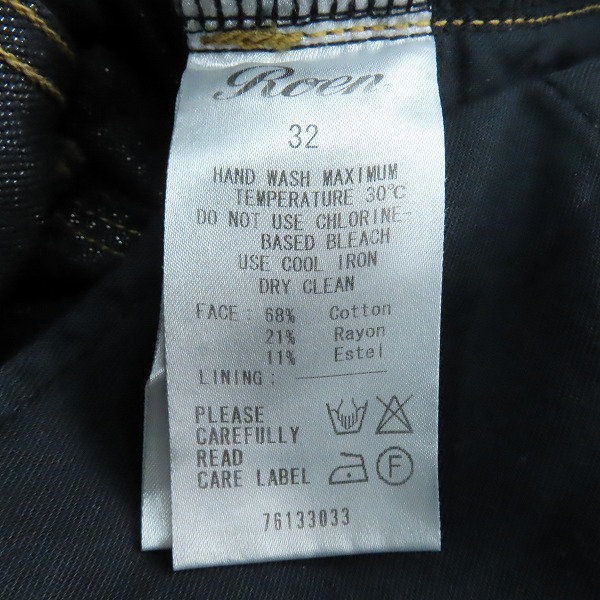 Roen
32
HAND WASH MAXIMUM
TEMPERATURE 30℃
DO NOT USE CHLORINE-
BASED BLEACH
USE COOL IRON
DRY CLEAN
FACE: 68% Cotton
21% Rayon
11% Estel
LINING:
PLEASE
CAREFULLY
READ
CARE LABEL
F
76133033